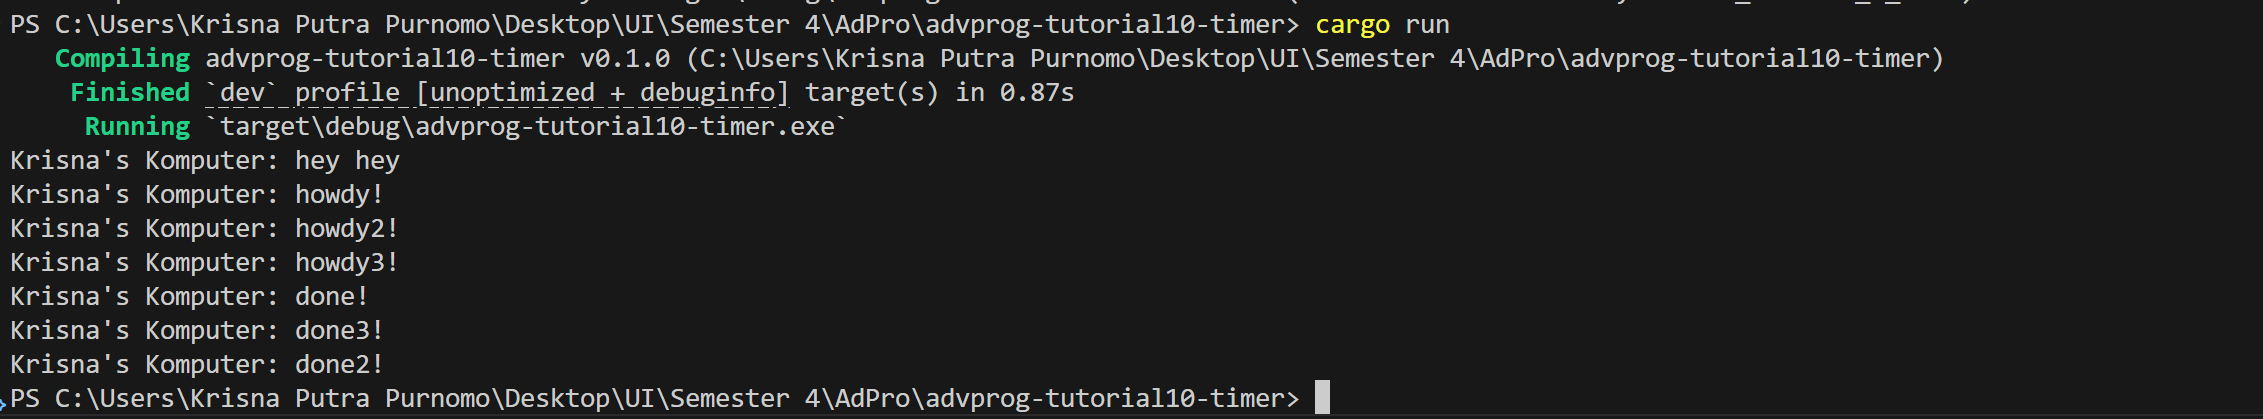 PS C:\Users\Krisna Putra Purnomo\Desktop\UI\Semester 4\AdPro\advprog-tutorial10-timer> cargo run
   Compiling advprog-tutorial10-timer v0.1.0 (C:\Users\Krisna Putra Purnomo\Desktop\UI\Semester 4\AdPro\advprog-tutorial10-timer)
    Finished `dev` profile [unoptimized + debuginfo] target(s) in 0.87s
     Running `target\debug\advprog-tutorial10-timer.exe`
Krisna's Komputer: hey hey
Krisna's Komputer: howdy!
Krisna's Komputer: howdy2!
Krisna's Komputer: howdy3!
Krisna's Komputer: done!
Krisna's Komputer: done3!
Krisna's Komputer: done2!
PS C:\Users\Krisna Putra Purnomo\Desktop\UI\Semester 4\AdPro\advprog-tutorial10-timer>